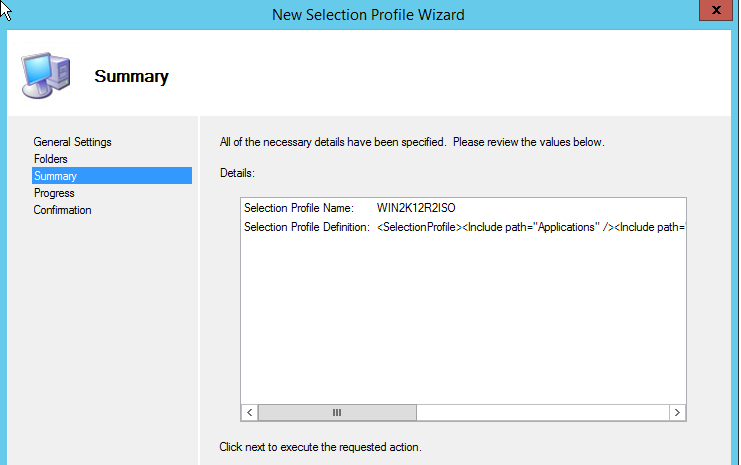 New Selection Profile Wizard
x
Summary
General Settings
Folders
Summary
Progress
Confirmation
All of the necessary details have been specified. Please review the values below.
Details:
Selection Profile Name: WIN2K12R2ISO
Selection Profile Definition: <SelectionProfile><Include path="Applications" /><Include path="
Click next to execute the requested action.